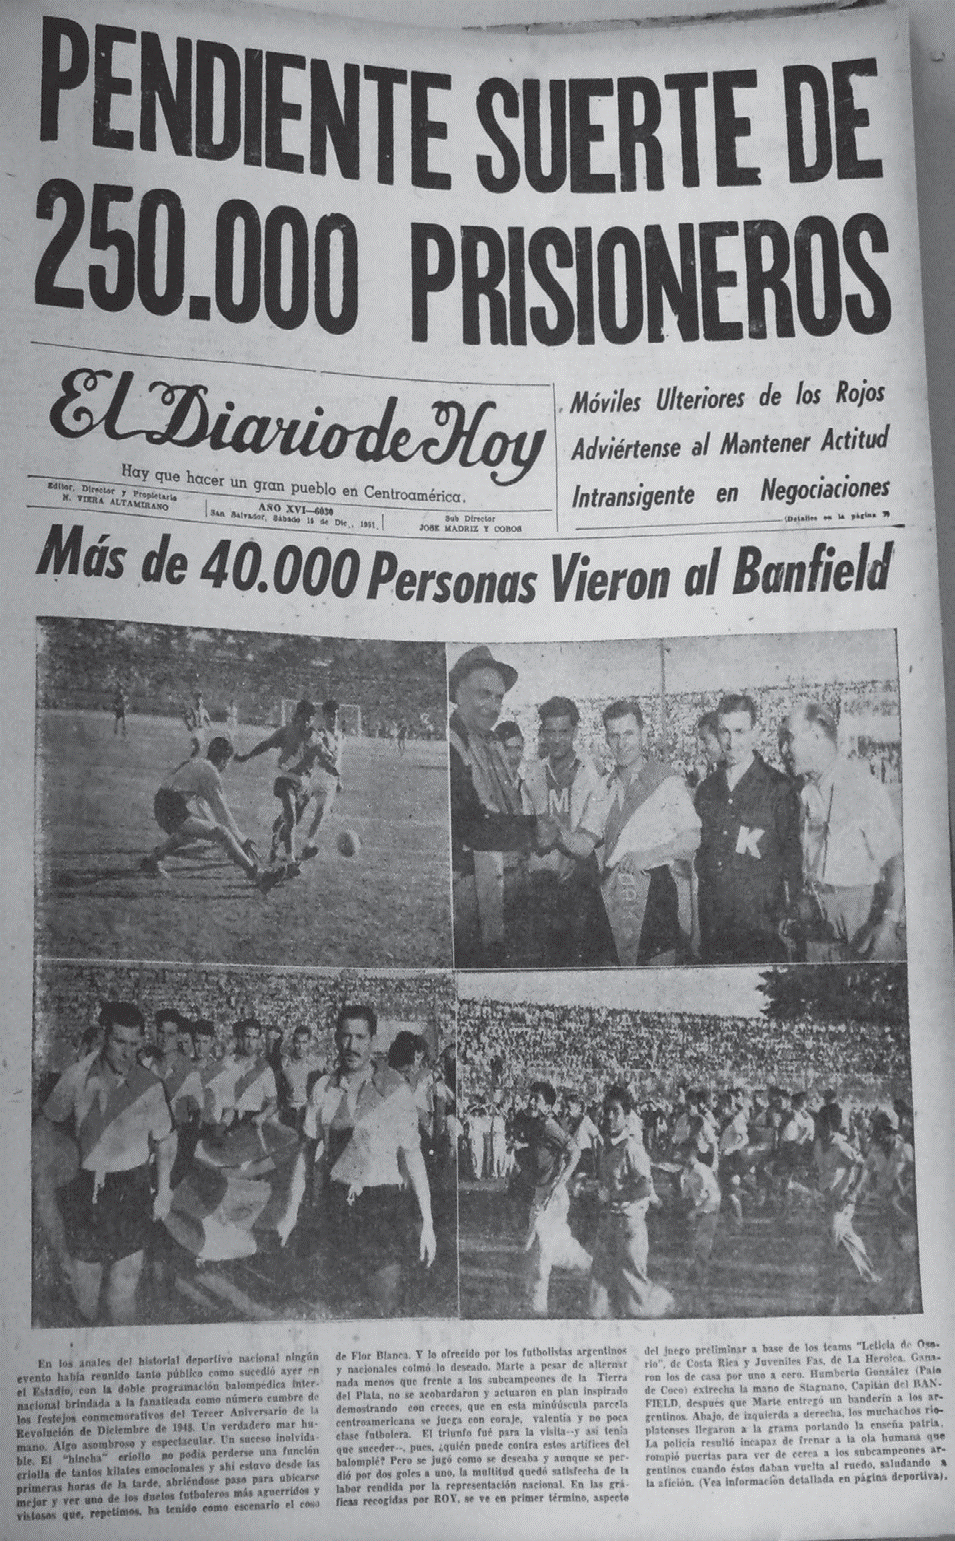 PENDIENTE SUERTE DE
250.000 PRISIONEROS
El Diario de Hoy
Hay que hacer un gran pueblo en Centroamérica.
Editor, Director y Propietario
N. VIERA ALTAMIRANO
AÑO XVI—6030
San Salvador, Sábado 15 de Dic., 1951.
Sub Director
JOSE MADRIZ Y COBOS
Móviles Ulteriores de los Rojos
Adviértense al Mantener Actitud
Intransigente en Negociaciones
(Detalles en la página
Más de 40.000 Personas Vieron al Banfield
M
K
En los anales del historial deportivo nacional ningún
evento había reunido tanto público como sucedió ayer en
el Estadio, con la doble programación balompédica inter-
nacional brindada a la fanaticada como número cumbre de
los festejos conmemorativos del Tercer Aniversario de la
Revolución de Diciembre de 1948. Un verdadero mar hu-
mano. Algo asombroso y espectacular. Un suceso inolvida-
ble. El "hincha" criollo no podía perderse una función
criolla de tantos kilates emocionales y ahí estuvo desde las
primeras horas de la tarde, abriéndose paso para ubicarse
mejor y ver uno de los duelos futboleros más aguerridos y
vistosos que, repetimos, ha tenido como escenario el coso
de Flor Blanca. Y lo ofrecido por los futbolistas argentinos
y nacionales colmó lo deseado. Marte a pesar de alternar
nada menos que frente a los subcampeones de la Tierra
del Plata, no se acobardaron y actuaron en plan inspirado
demostrando con creces, que en esta minúúscula parcela
centroamericana se juega con coraje, valentía y no poca
clase futbolera. El triunfo fué para la visita--y así tenía
que suceder--, pues, ¿quién puede contra estos artífices del
balompié? Pero se jugó como se deseaba y aunque se per-
dió por dos goles a uno, la multitud quedó satisfecha de la
labor rendida por la representación nacional. En las grá-
ficas recogidas por ROY, se ve en primer término, aspecto
del juego preliminar a base de los teams "Leticia de Oso-
rio", de Costa Rica y Juveniles Fas, de La Heroica. Gana-
ron los de casa por uno a cero. Humberto González (Pain
de Coco) extrecha la mano de Stagnano, Capitán del BAN-
FIELD, después que Marte entregó un banderín a los ar-
gentinos. Abajo, de izquierda a derecha, los muchachos rio-
platenses llegaron a la grama portando la enseña patria.
La policía resultó incapaz de frenar a la ola humana que
rompió puertas para ver de cerca a los subcampeones ar-
gentinos cuando éstos daban vuelta al ruedo, saludando a
la afición. (Vea información detallada en página deportiva).